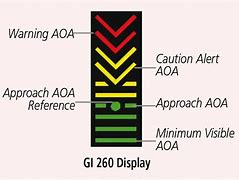 Warning AOA
Caution Alert
AOA
Approach AOA
Reference
Approach AOA
Minimum Visible
AOA
GI 260 Display